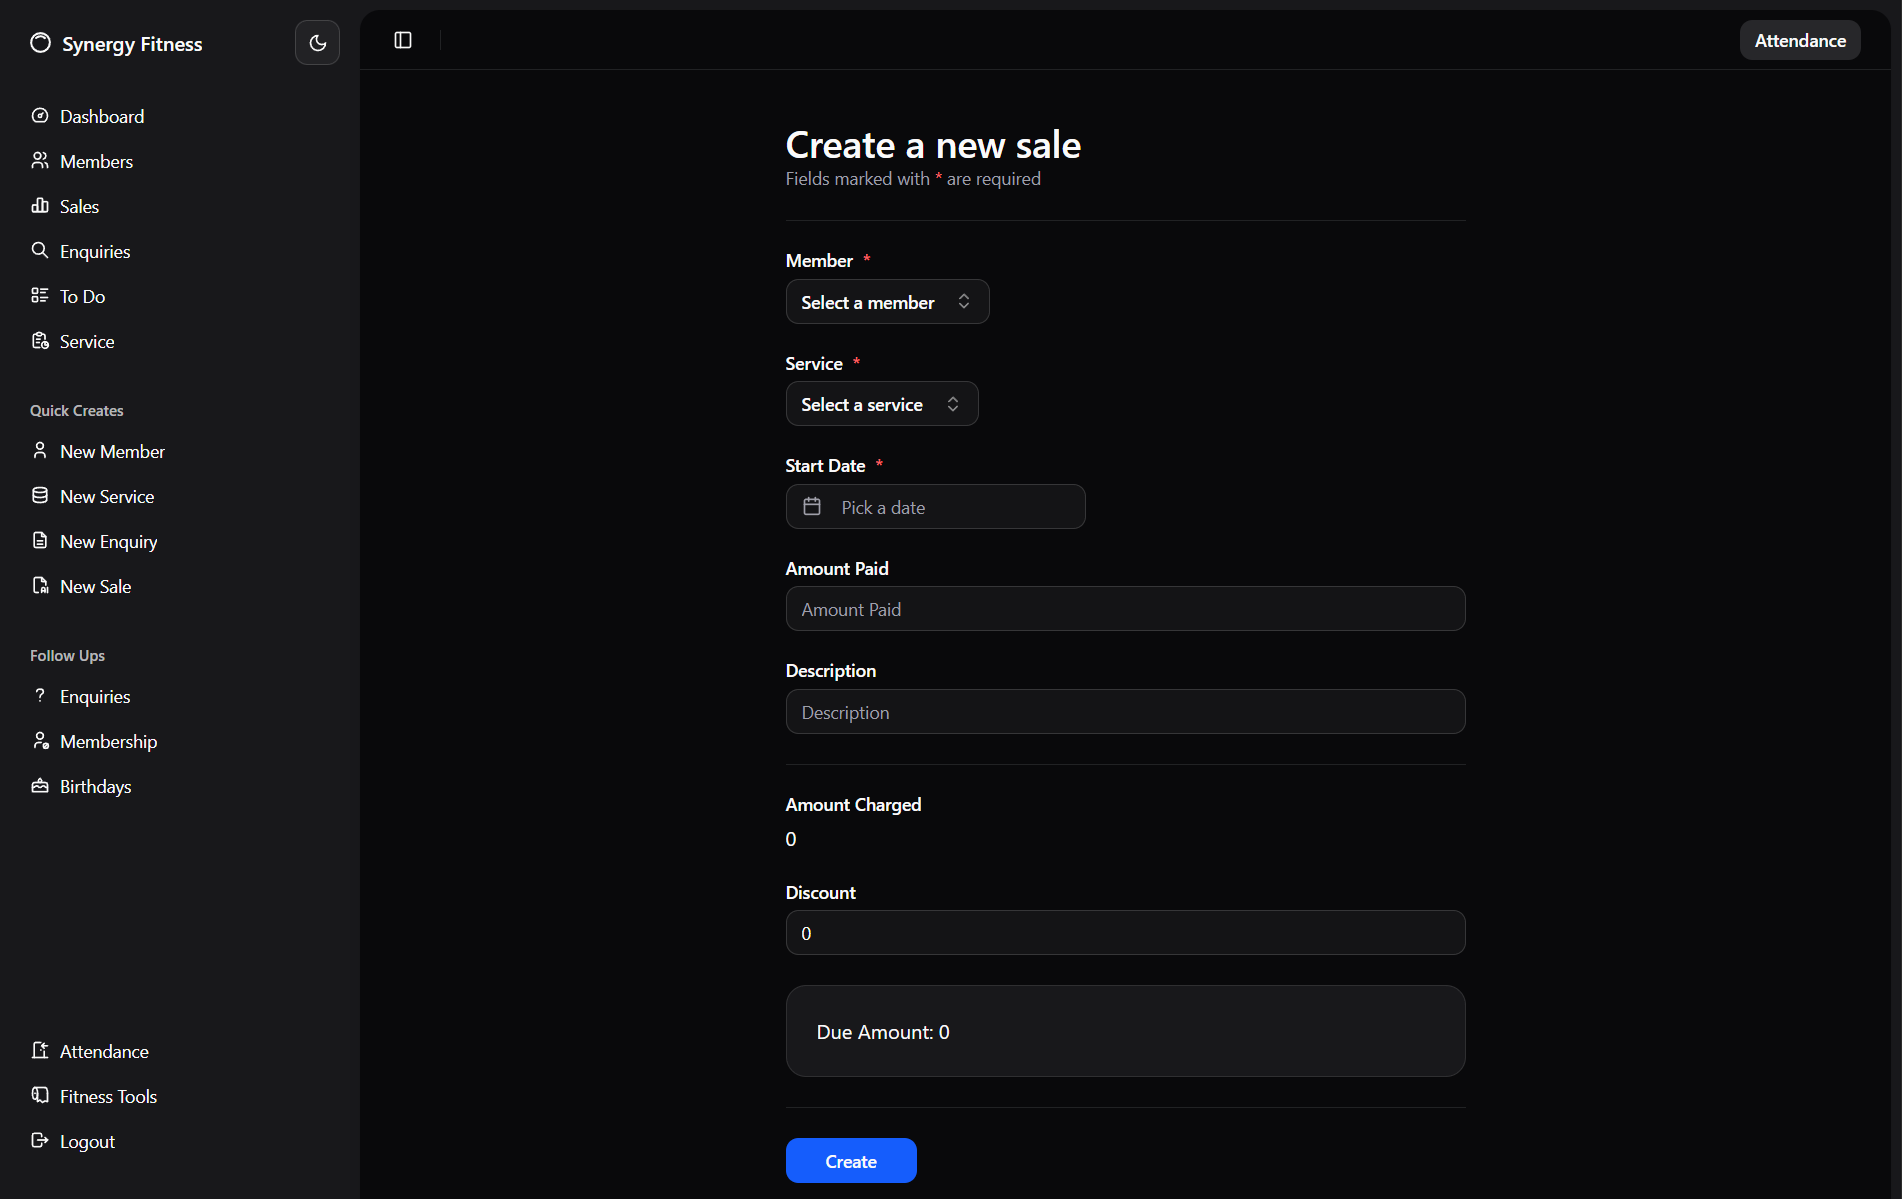 Synergy Fitness
Dashboard
Members
Sales
Enquiries
To Do
Service
Quick Creates
New Member
New Service
New Enquiry
New Sale
Follow Ups
Enquiries
Membership
Birthdays
Attendance
Fitness Tools
Logout
Attendance
Create a new sale
Fields marked with * are required
Member *
Select a member
Service *
Select a service
Start Date *
Pick a date
Amount Paid
Amount Paid
Description
Description
Amount Charged
0
Discount
0
Due Amount: 0
Create